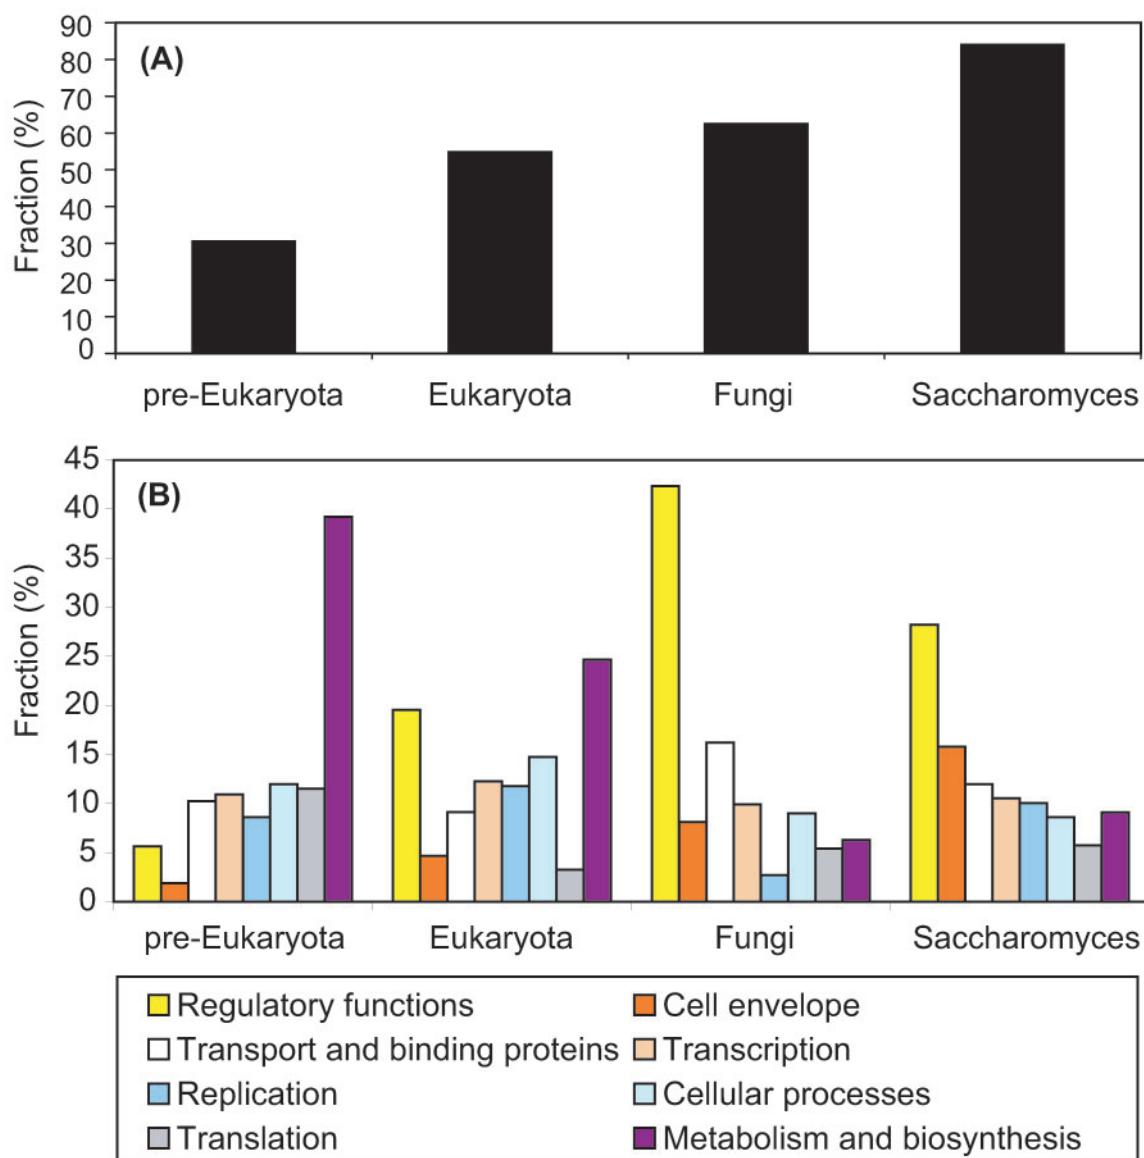 (A)
Fraction (%)
90
80
70
60
50
40
30
20
10
0
pre-Eukaryota Eukaryota Fungi Saccharomyces
(B)
Fraction (%)
45
40
35
30
25
20
15
10
5
0
pre-Eukaryota Eukaryota Fungi Saccharomyces
Regulatory functions Cell envelope
Transport and binding proteins Transcription
Replication Cellular processes
Translation Metabolism and biosynthesis